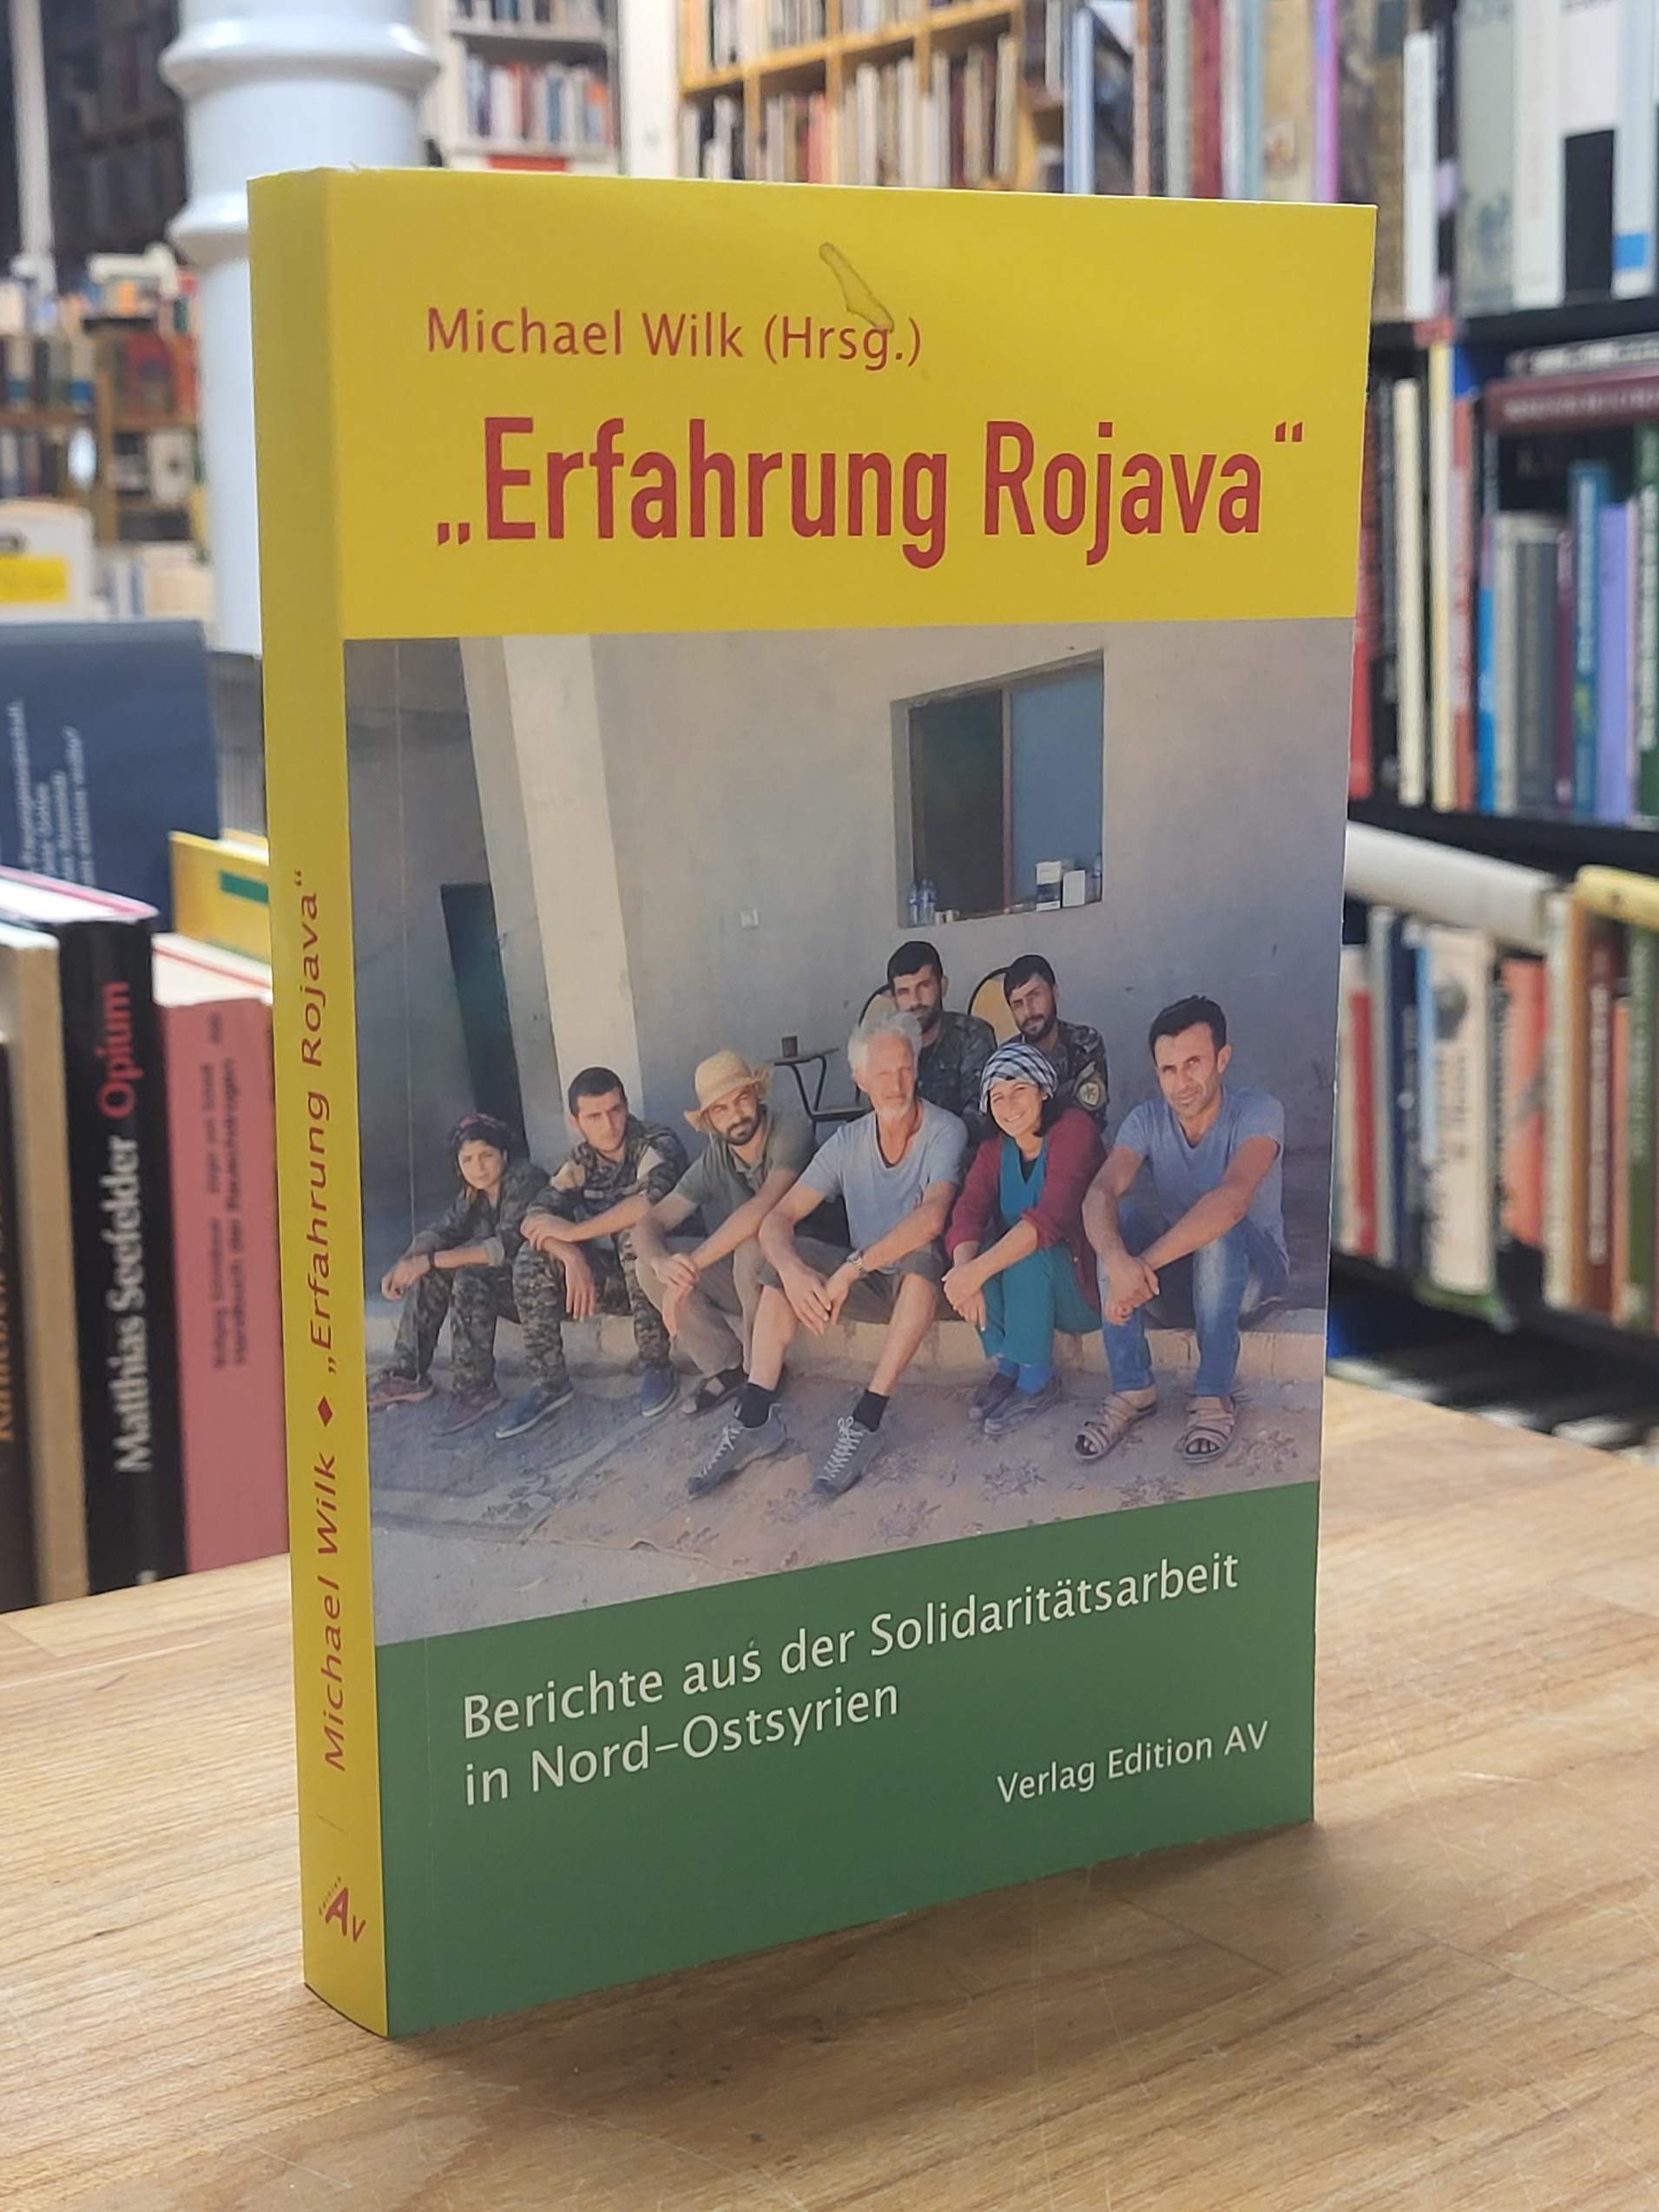 Michael Wilk (Hrsg.)
„Erfahrung Rojava“
Berichte aus der Solidaritätsarbeit
in Nord-Ostsyrien
Verlag Edition AV
Michael Wilk ♦ „Erfahrung Rojava“
AV
Matthias Seefelder Opium